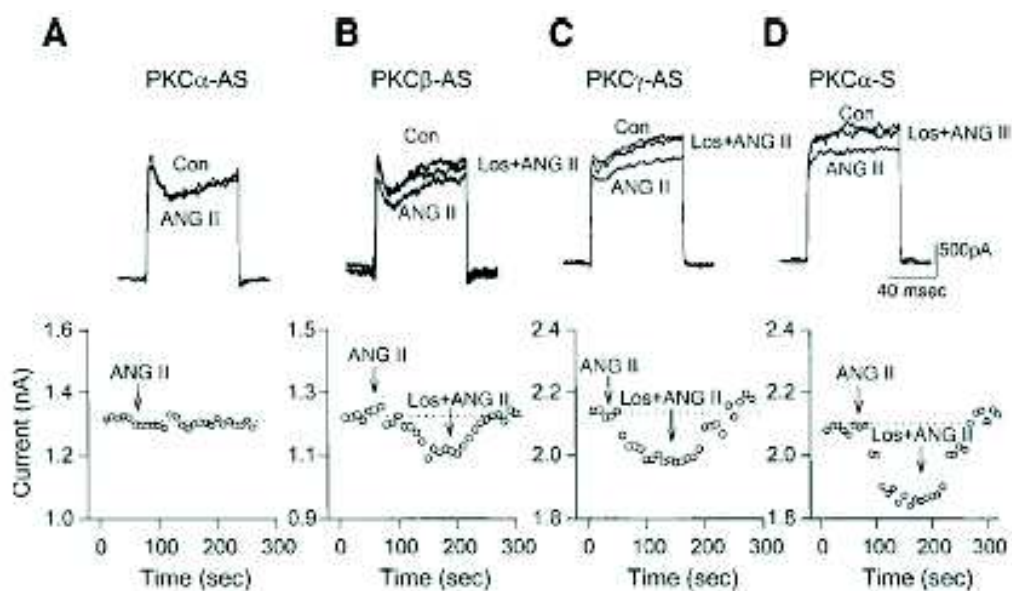 A B C D
PKCα-AS PKCβ-AS PKCγ-AS PKCα-S
Con
ANG II
Con
Los+ANG II
ANG II
Con
Los+ANG II
ANG II
Con
Los+ANG III
ANG II
500pA
40 msec
Current (nA)
1.6
1.4
1.2
1.0
ANG II
0 100 200 300
Time (sec)
1.5
1.3
1.1
0.9
ANG II
Los+ANG II
0 100 200 300
Time (sec)
2.4
2.2
2.0
1.8
ANG II
Los+ANG II
0 100 200 300
Time (sec)
2.4
2.2
2.0
1.8
ANG II
Los+ANG II
0 100 200 300
Time (sec)